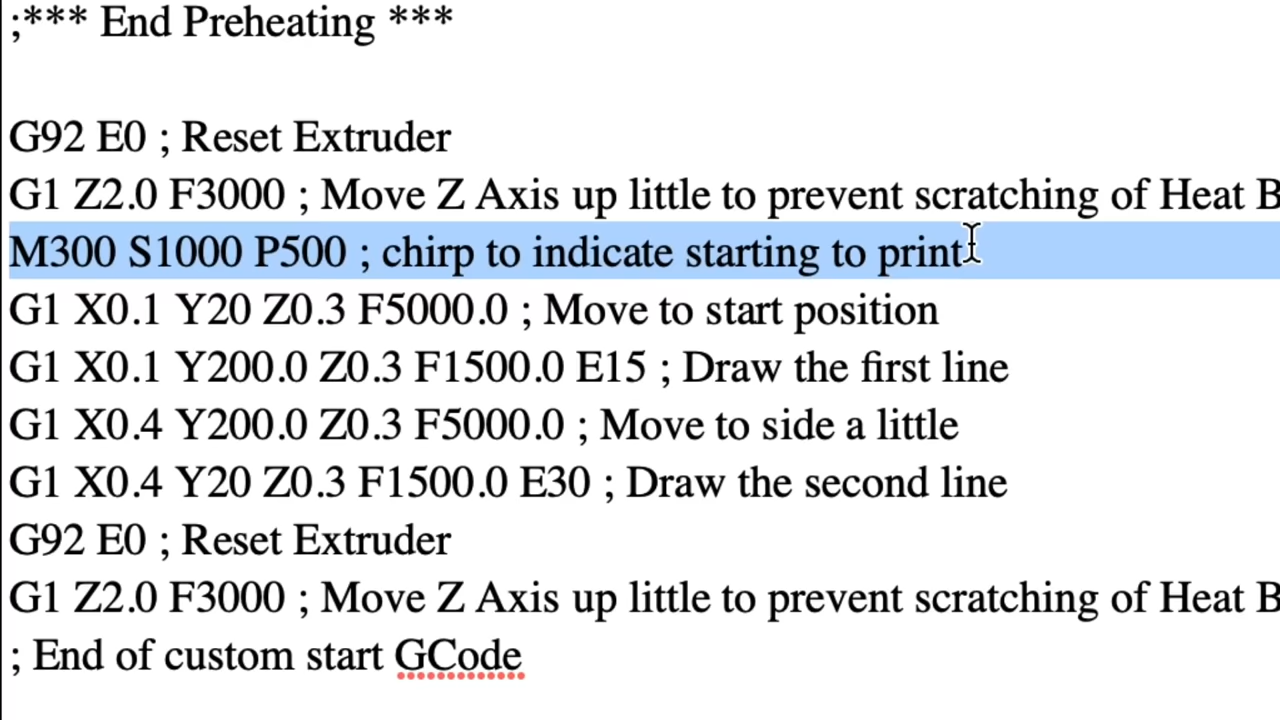 ;*** End Preheating ***
G92 E0 ; Reset Extruder
G1 Z2.0 F3000 ; Move Z Axis up little to prevent scratching of Heat B
M300 S1000 P500 ; chirp to indicate starting to print
G1 X0.1 Y20 Z0.3 F5000.0 ; Move to start position
G1 X0.1 Y200.0 Z0.3 F1500.0 E15 ; Draw the first line
G1 X0.4 Y200.0 Z0.3 F5000.0 ; Move to side a little
G1 X0.4 Y20 Z0.3 F1500.0 E30 ; Draw the second line
G92 E0 ; Reset Extruder
G1 Z2.0 F3000 ; Move Z Axis up little to prevent scratching of Heat B
; End of custom start GCode